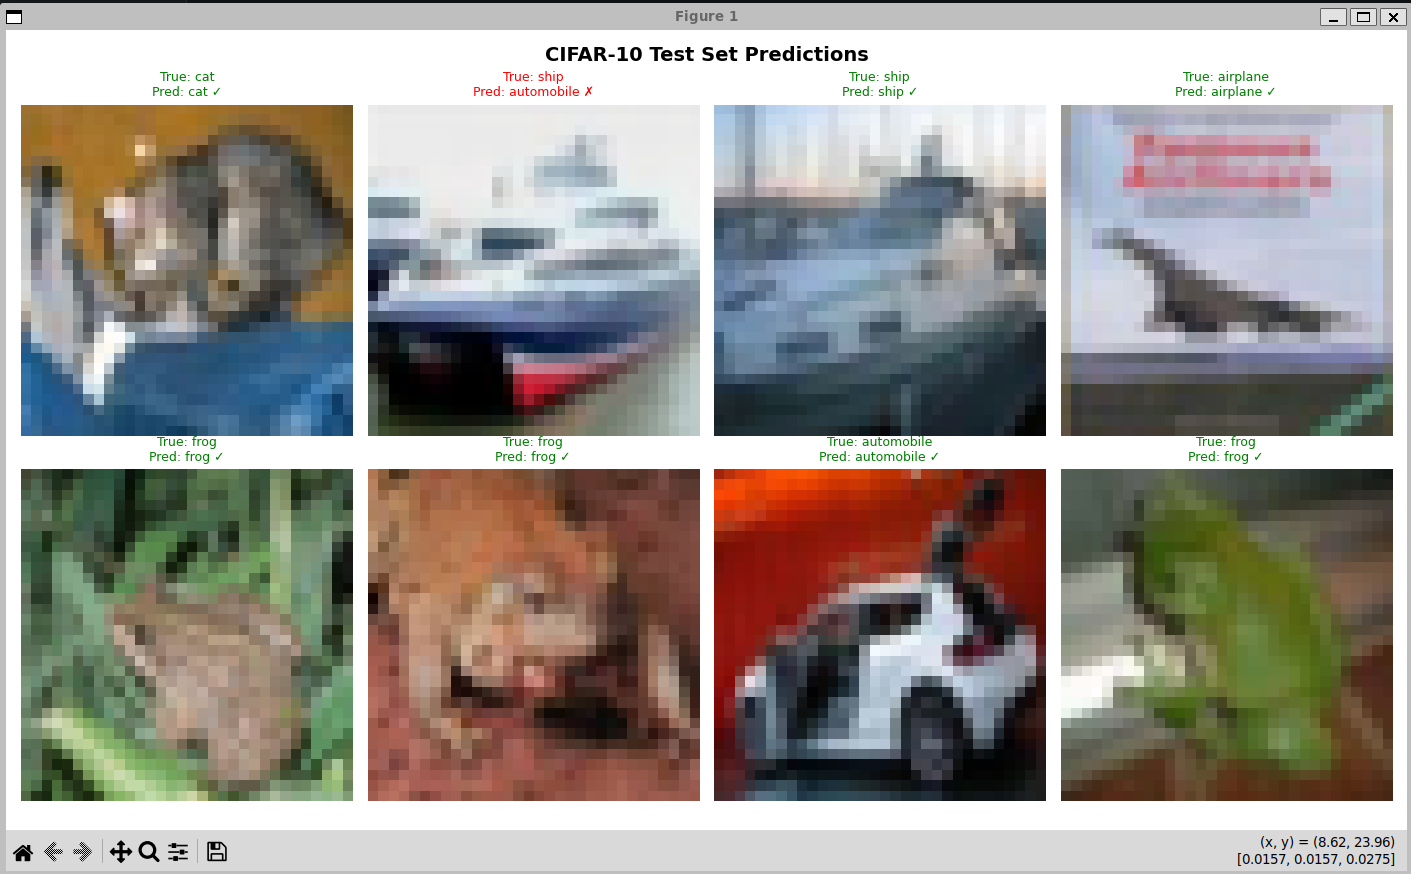 Figure 1
CIFAR-10 Test Set Predictions
True: cat
Pred: cat ✓
True: ship
Pred: automobile ✗
True: ship
Pred: ship ✓
True: airplane
Pred: airplane ✓
True: frog
Pred: frog ✓
True: frog
Pred: frog ✓
True: automobile
Pred: automobile ✓
True: frog
Pred: frog ✓
(x, y) = (8.62, 23.96)
[0.0157, 0.0157, 0.0275]